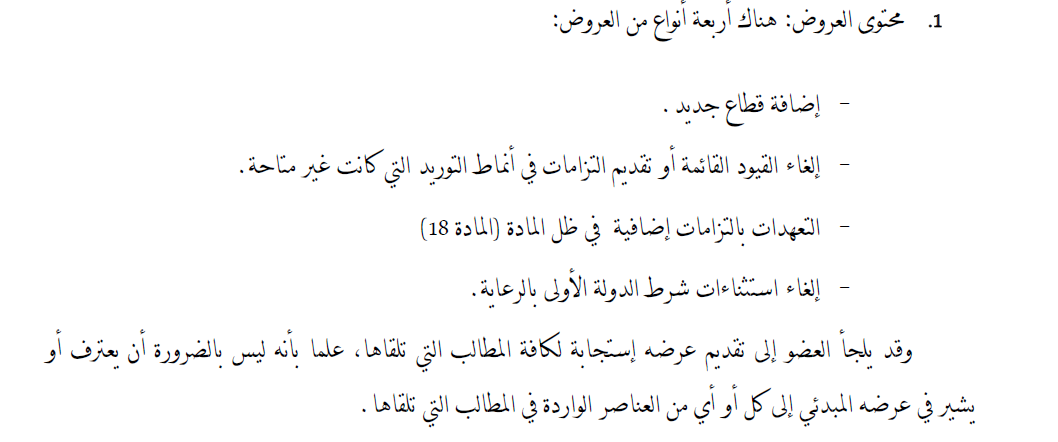 1. محتوى العروض: هناك أربعة أنواع من العروض:
- إضافة قطاع جديد .
- إلغاء القيود القائمة أو تقديم التزامات في أنماط التوريد التي كانت غير متاحة.
- التعهدات بالتزامات إضافية في ظل المادة (المادة 18)
- إلغاء استثناءات شرط الدولة الأولى بالرعاية.
وقد يلجأ العضو إلى تقديم عرضه إستجابة لكافة المطالب التي تلقاها، علما بأنه ليس بالضرورة أن يعترف أو
يشير في عرضه المبدئي إلى كل أو أي من العناصر الواردة في المطالب التي تلقاها .